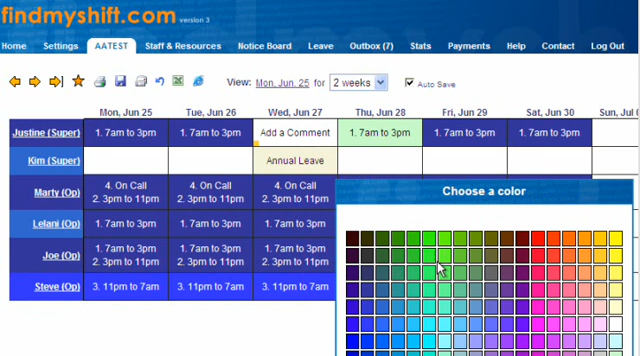 findmyshift.com version 3
Home Settings AATEST Staff & Resources Notice Board Leave Outbox (7) Stats Payments Help Contact Log Out
View: Mon, Jun. 25 for 2 weeks Auto Save
Mon, Jun 25 Tue, Jun 26 Wed, Jun 27 Thu, Jun 28 Fri, Jun 29 Sat, Jun 30 Sun, Jul 0
Justine (Super) 1. 7am to 3pm 1. 7am to 3pm Add a Comment 1. 7am to 3pm 1. 7am to 3pm 1. 7am to 3pm
Kim (Super) Annual Leave
Marty (Op) 4. On Call 4. On Call 4. On Call
2. 3pm to 11pm 2. 3pm to 11pm 2. 3pm to 11pm
Choose a color
Lelani (Op) 1. 7am to 3pm 1. 7am to 3pm 1. 7am to 3pm
Joe (Op) 1. 7am to 3pm 1. 7am to 3pm 1. 7am to 3pm
2. 3pm to 11pm 2. 3pm to 11pm 2. 3pm to 11pm
Steve (Op) 3. 11pm to 7am 3. 11pm to 7am 3. 11pm to 7am